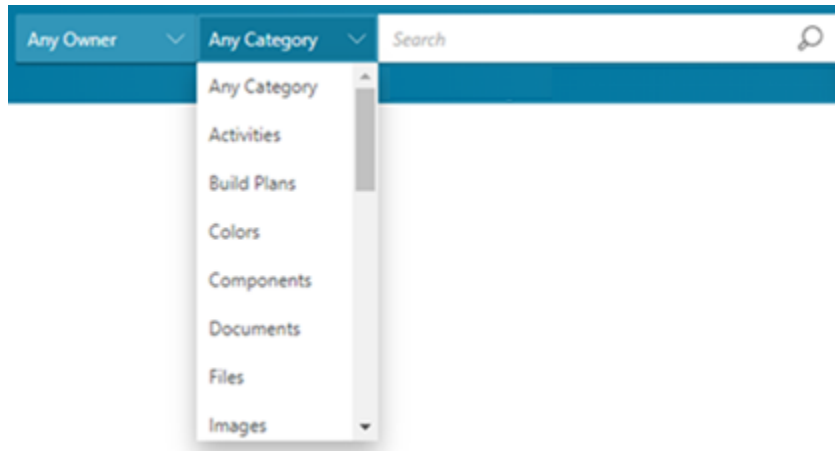 Any Owner Any Category Search
Any Category
Activities
Build Plans
Colors
Components
Documents
Files
Images